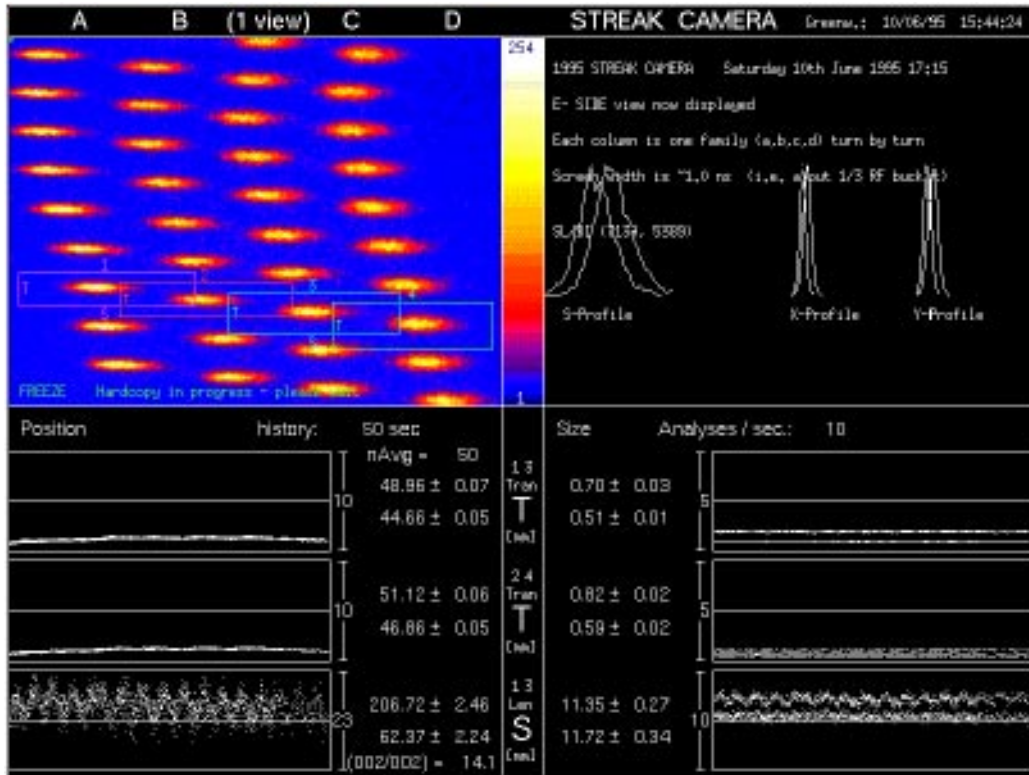 A B (1 view) C D
STREAK CAMERA Greenw.: 10/06/95 15:44:24
254
1
T 1
T
T 3
T 4
5
FREEZE Hardcopy in progress -
1995 STREAK CAMERA Saturday 10th June 1995 17:15
E- SIDE view now displayed
Each column is one family (a,b,c,d) turn by turn
Screen width is ~1.0 ns (i.e. about 1/3 RF bucket)
S-Profile X-Profile Y-Profile
Position history: 50 sec
nAvg = 50
10
48.96 ± 0.07
44.66 ± 0.05
13
Tran
T
[mm]
10
51.12 ± 0.06
46.86 ± 0.05
24
Tran
T
[mm]
23
206.72 ± 2.46
62.37 ± 2.24
(002/002) = 14.1
13
Lon
S
[mm]
Size Analyses / sec.: 10
0.70 ± 0.03
0.51 ± 0.01
5
0.82 ± 0.02
0.59 ± 0.02
5
11.35 ± 0.27
11.72 ± 0.34
10